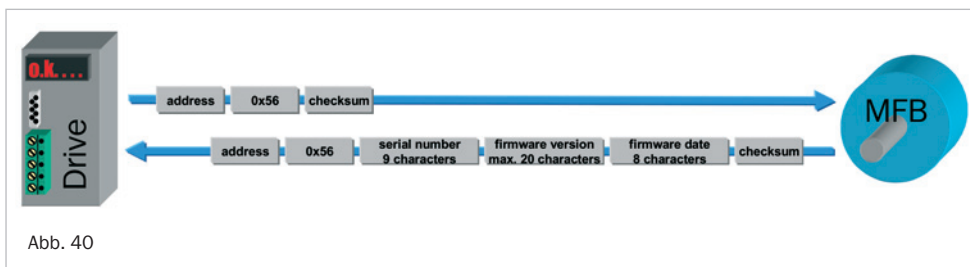 o.k. . . .
Drive
address 0x56 checksum
MFB
address 0x56 serial number firmware version firmware date checksum
9 characters max. 20 characters 8 characters
Abb. 40